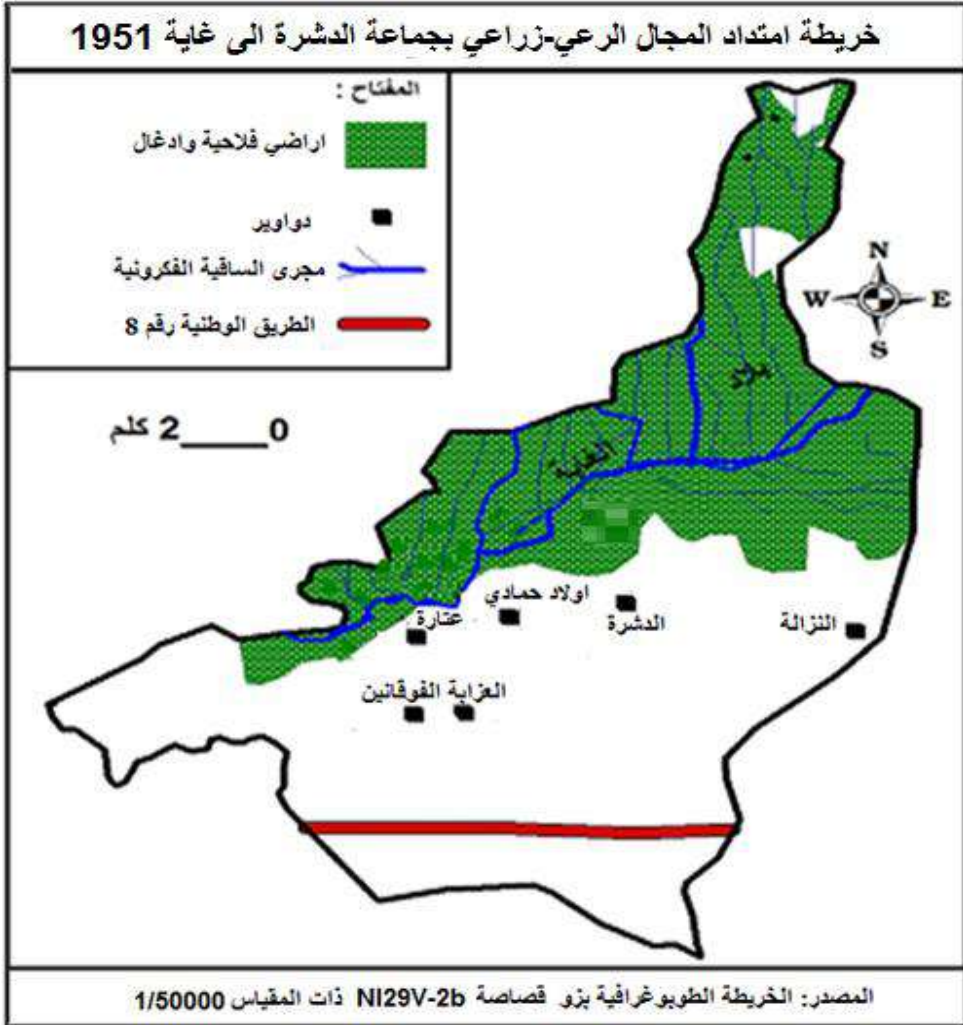 خريطة امتداد المجال الرعي-زراعي بجماعة الدشرة الى غاية 1951
المفتاح :
اراضي فلاحية وادغال
دواوير
مجرى الساقية الفكرونية
الطريق الوطنية رقم 8
N
W E
S
2 كلم 0
براد
القرية
اولاد حمادي
الدشرة
النزالة
عتارة
العزابة الفوقانين
المصدر: الخريطة الطوبوغرافية بزو قصاصة NI29V-2b ذات المقياس 1/50000